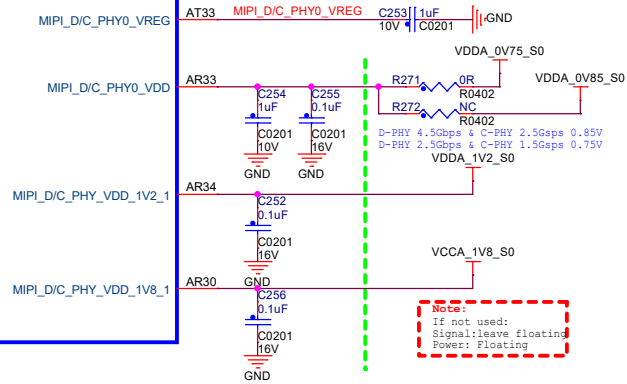 MIPI_D/C_PHY0_VREG
AT33
MIPI_D/C_PHY0_VREG
C253
1uF
10V
C0201
GND
VDDA_0V75_S0
MIPI_D/C_PHY0_VDD
AR33
R271
0R
R0402
VDDA_0V85_S0
C254
1uF
C0201
10V
GND
C255
0.1uF
C0201
16V
GND
R272
NC
R0402
D-PHY 4.5Gbps & C-PHY 2.5Gsps 0.85V
D-PHY 2.5Gbps & C-PHY 1.5Gsps 0.75V
VDDA_1V2_S0
MIPI_D/C_PHY_VDD_1V2_1
AR34
C252
0.1uF
C0201
16V
GND
VCCA_1V8_S0
MIPI_D/C_PHY_VDD_1V8_1
AR30
C256
0.1uF
C0201
16V
GND
Note:
If not used:
Signal:leave floating
Power: Floating